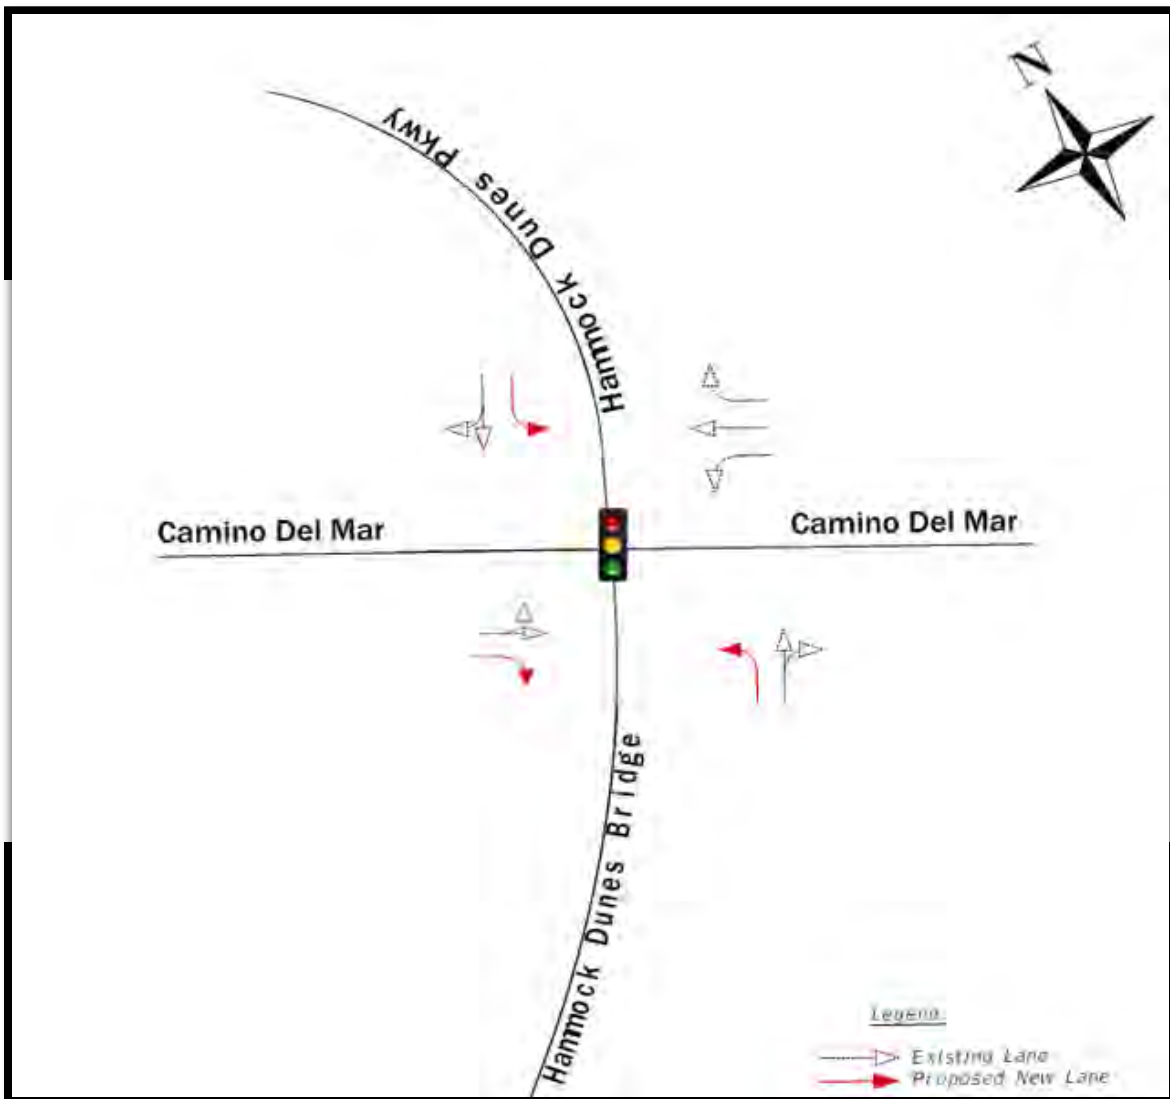 N
Hammock Dunes Pkwy
Camino Del Mar
Camino Del Mar
Hammock Dunes Bridge
Legend
Existing Lane
Proposed New Lane